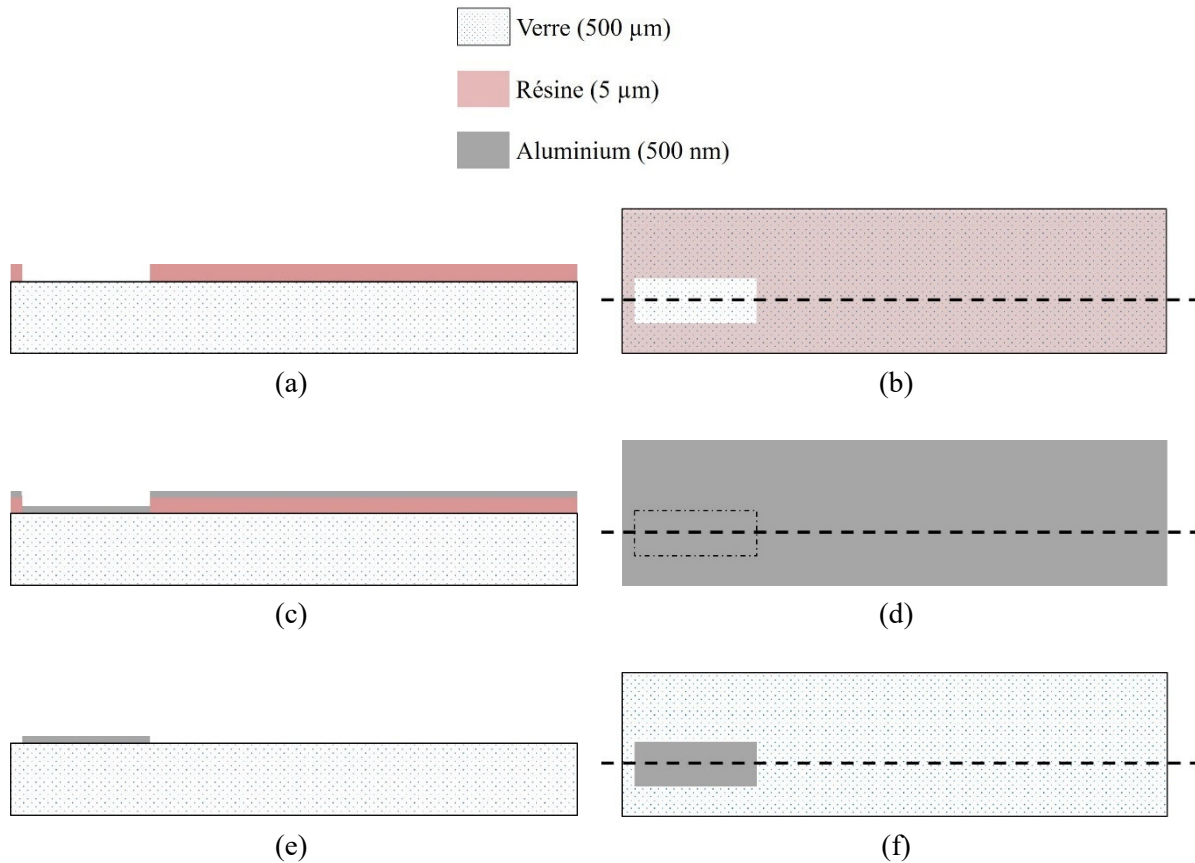 Verre (500 µm)
Résine (5 µm)
Aluminium (500 nm)
(a)
(b)
(c)
(d)
(e)
(f)